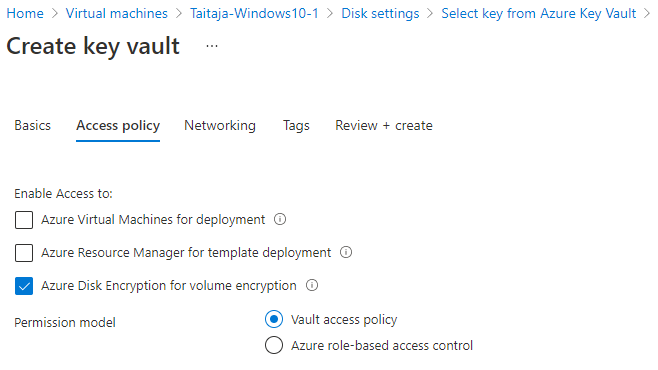 Home > Virtual machines > Taitaja-Windows10-1 > Disk settings > Select key from Azure Key Vault >
Create key vault ...
Basics Access policy Networking Tags Review + create
Enable Access to:
Azure Virtual Machines for deployment
Azure Resource Manager for template deployment
Azure Disk Encryption for volume encryption
Permission model Vault access policy
Azure role-based access control